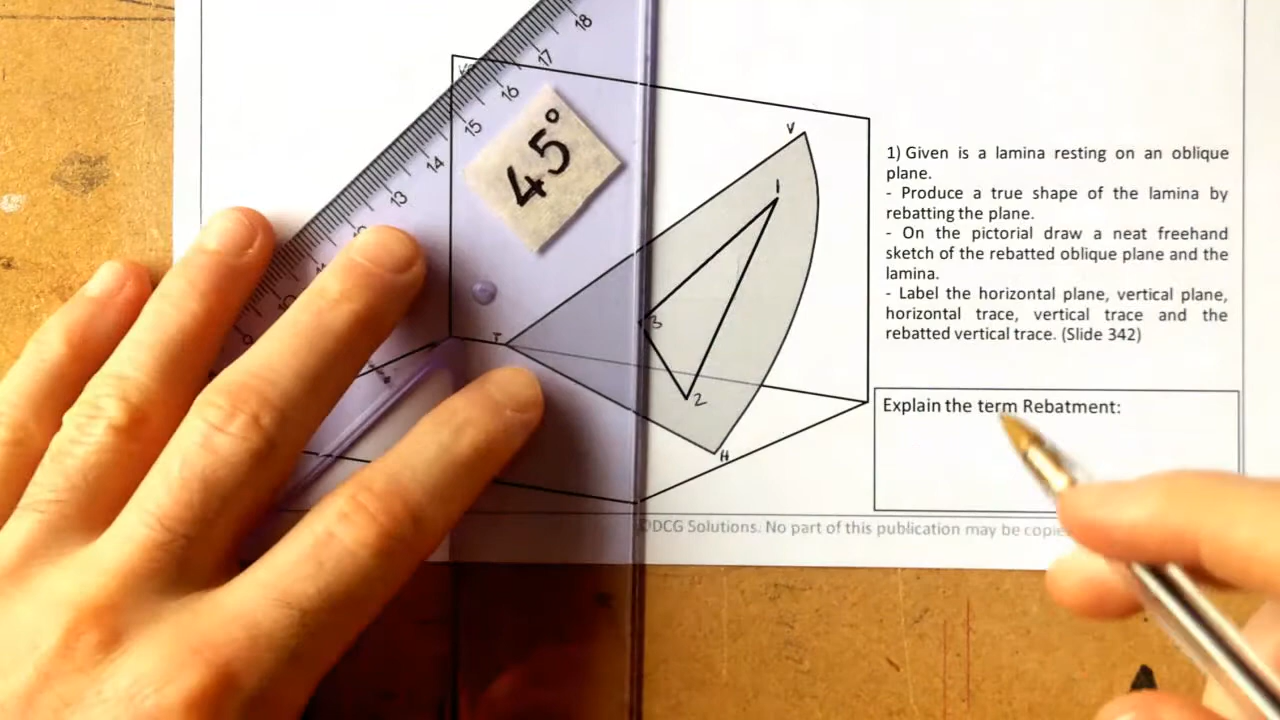 18
17
16
15
14
13
10
9
45°
V
1
T
3
2
H
1) Given is a lamina resting on an oblique
plane.
- Produce a true shape of the lamina by
rebatting the plane.
- On the pictorial draw a neat freehand
sketch of the rebatted oblique plane and the
lamina.
- Label the horizontal plane, vertical plane,
horizontal trace, vertical trace and the
rebatted vertical trace. (Slide 342)
Explain the term Rebatment:
DCG Solutions. No part of this publication may be